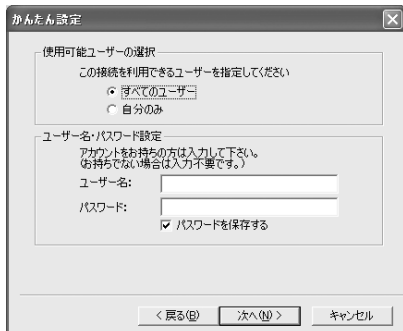 かんたん設定
使用可能ユーザーの選択
この接続を利用できるユーザーを指定してください
すべてのユーザー
自分のみ
ユーザー名・パスワード設定
アカウントをお持ちの方は入力して下さい。
(お持ちでない場合は入力不要です。)
ユーザー名:
パスワード:
パスワードを保存する
< 戻る(B)
次へ(N) >
キャンセル